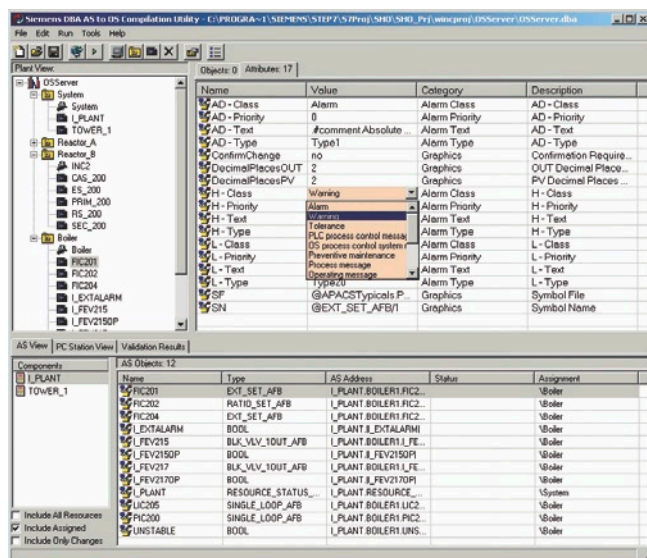 Siemens DBA AS to OS Compilation Utility - C:\PROGRA~1\SIEMENS\STEP7\S7Proj\SHO\SHO_Prj\wincproj\OSServer\OSServer.dba
File Edit Run Tools Help
Plant View:
OSServer
System
System
I_PLANT
TOWER_1
Reactor_A
Reactor_B
INC2
CAS_200
ES_200
PRIM_200
RS_200
SEC_200
Boiler
Boiler
FIC201
FIC202
FIC204
I_EXTALARM
I_FEV215
I_FEV215OP
Objects: 0 Attributes: 17
Name Value Category Description
AD - Class Alarm Alarm Class AD - Class
AD - Priority 0 Alarm Priority AD - Priority
AD - Text #comment Absolute ... Alarm Text AD - Text
AD - Type Type1 Alarm Type AD - Type
ConfirmChange no Graphics Confirmation Require...
DecimalPlacesOUT 2 Graphics OUT Decimal Place...
DecimalPlacesPV 2 Graphics PV Decimal Places ...
H - Class Warning Alarm Class H - Class
H - Priority Alarm Alarm Priority H - Priority
H - Text Warning Alarm Text H - Text
H - Type Tolerance Alarm Type H - Type
PLC process control messag
L - Class OS process control system Alarm Class L - Class
L - Priority Preventive maintenance Alarm Priority L - Priority
L - Text Process message Alarm Text L - Text
Operating message
L - Type Type20 Alarm Type L - Type
SF @APACSTypicals.P... Graphics Symbol File
SN @EXT_SET_AFB/1 Graphics Symbol Name
AS View PC Station View Validation Results
Components
I_PLANT
TOWER_1
AS Objects: 12
Name Type AS Address Status Assignment
FIC201 EXT_SET_AFB I_PLANT.BOILER1.FIC2... \Boiler
FIC202 RATIO_SET_AFB I_PLANT.BOILER1.FIC2... \Boiler
FIC204 EXT_SET_AFB I_PLANT.BOILER1.FIC2... \Boiler
I_EXTALARM BOOL I_PLANT.II_EXTALARMI \Boiler
I_FEV215 BLK_VLV_1OUT_AFB I_PLANT.BOILER1.I_FE... \Boiler
I_FEV215OP BOOL I_PLANT.II_FEV215OPI \Boiler
I_FEV217 BLK_VLV_1OUT_AFB I_PLANT.BOILER1.I_FE... \Boiler
I_FEV217OP BOOL I_PLANT.II_FEV217OPI \Boiler
I_PLANT RESOURCE_STATUS_... I_PLANT.RESOURCE_... \System
LIC205 SINGLE_LOOP_AFB I_PLANT.BOILER1.LIC2... \Boiler
PIC200 SINGLE_LOOP_AFB I_PLANT.BOILER1.PIC2... \Boiler
UNSTABLE BOOL I_PLANT.BOILER1.UNS... \Boiler
Include All Resources
Include Assigned
Include Only Changes